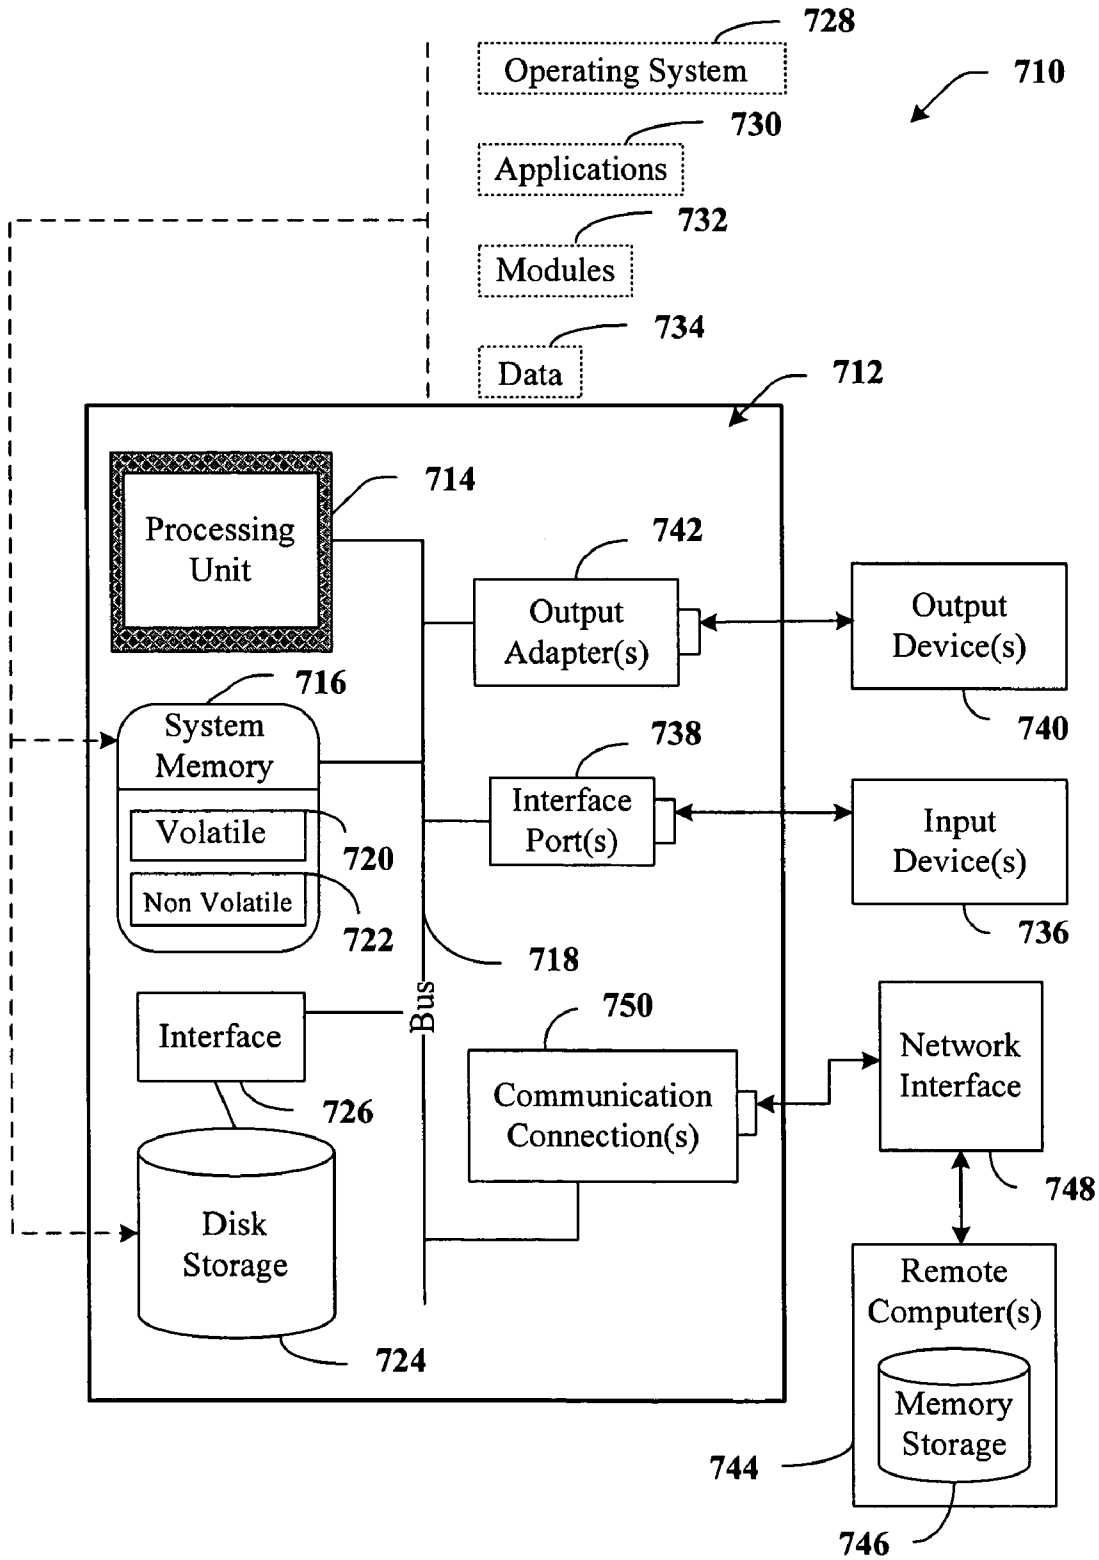 728
Operating System
710
730
Applications
732
Modules
734
Data
712
714
Processing
Unit
742
Output
Adapter(s)
Output
Device(s)
740
716
System
Memory
Volatile
720
Non Volatile
722
738
Interface
Port(s)
Input
Device(s)
736
718
Bus
Interface
726
750
Communication
Connection(s)
Network
Interface
748
Disk
Storage
724
Remote
Computer(s)
Memory
Storage
744
746